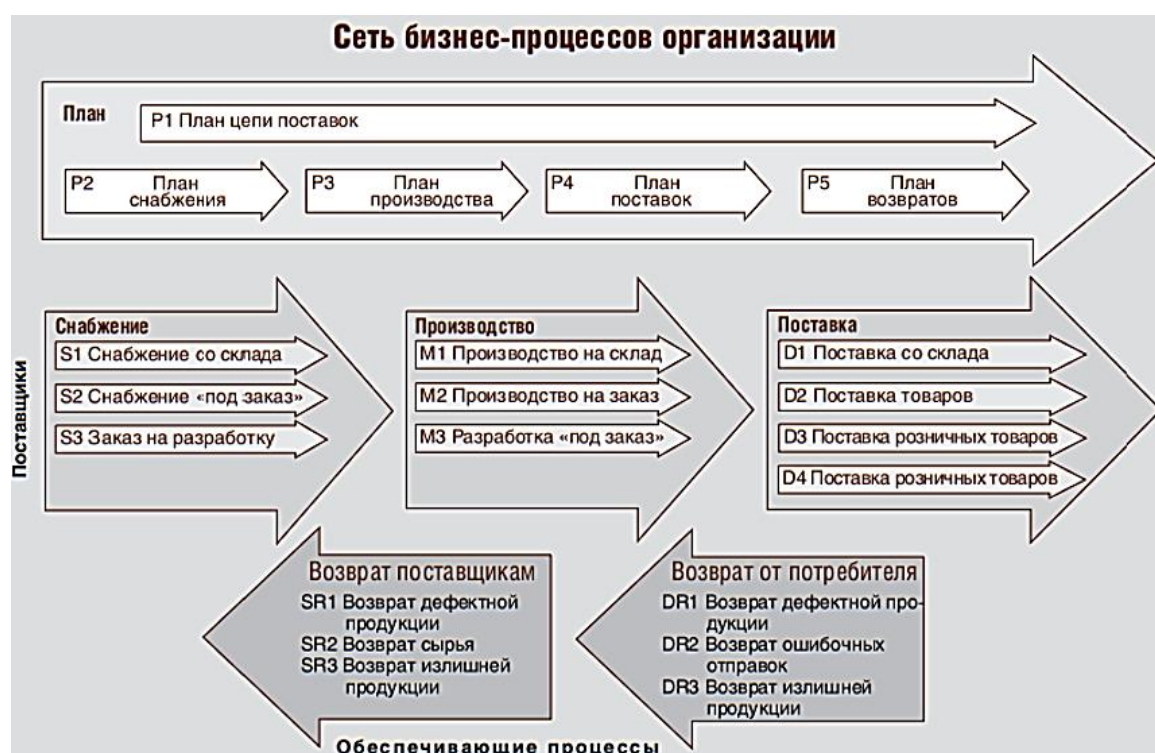 Сеть бизнес-процессов организации
План
P1 План цепи поставок
P2 План
снабжения
P3 План
производства
P4 План
поставок
P5 План
возвратов
Поставщики
Снабжение
S1 Снабжение со склада
S2 Снабжение «под заказ»
S3 Заказ на разработку
Производство
M1 Производство на склад
M2 Производство на заказ
M3 Разработка «под заказ»
Поставка
D1 Поставка со склада
D2 Поставка товаров
D3 Поставка розничных товаров
D4 Поставка розничных товаров
Возврат поставщикам
SR1 Возврат дефектной
продукции
SR2 Возврат сырья
SR3 Возврат излишней
продукции
Возврат от потребителя
DR1 Возврат дефектной про-
дукции
DR2 Возврат ошибочных
отправок
DR3 Возврат излишней
продукции
Обеспечивающие процессы